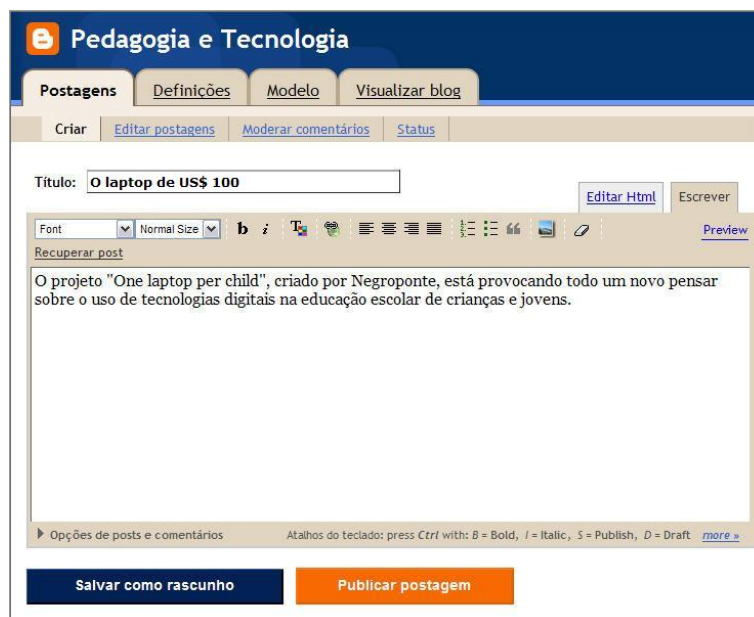 Pedagogia e Tecnologia
Postagens Definições Modelo Visualizar blog
Criar Editar postagens Moderar comentários Status
Título: O laptop de US$ 100
Editar Html Escrever
Font Normal Size b i T Preview
Recuperar post
O projeto "One laptop per child", criado por Negroponte, está provocando todo um novo pensar
sobre o uso de tecnologias digitais na educação escolar de crianças e jovens.
Opções de posts e comentários Atalhos do teclado: press Ctrl with: B = Bold, I = Italic, S = Publish, D = Draft more »
Salvar como rascunho Publicar postagem